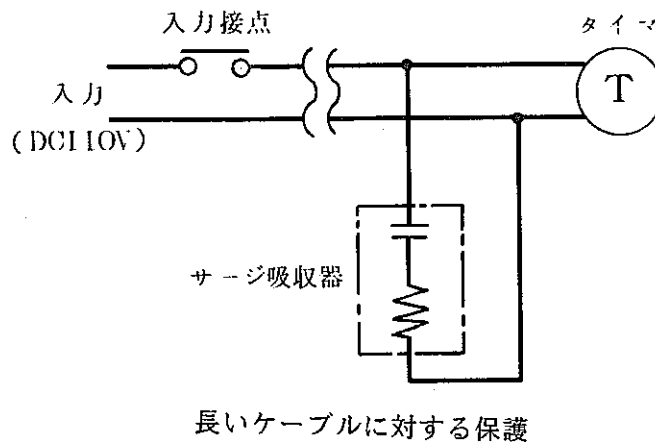 入力接点
タイマ
T
入力
(DC110V)
サージ吸収器
長いケーブルに対する保護